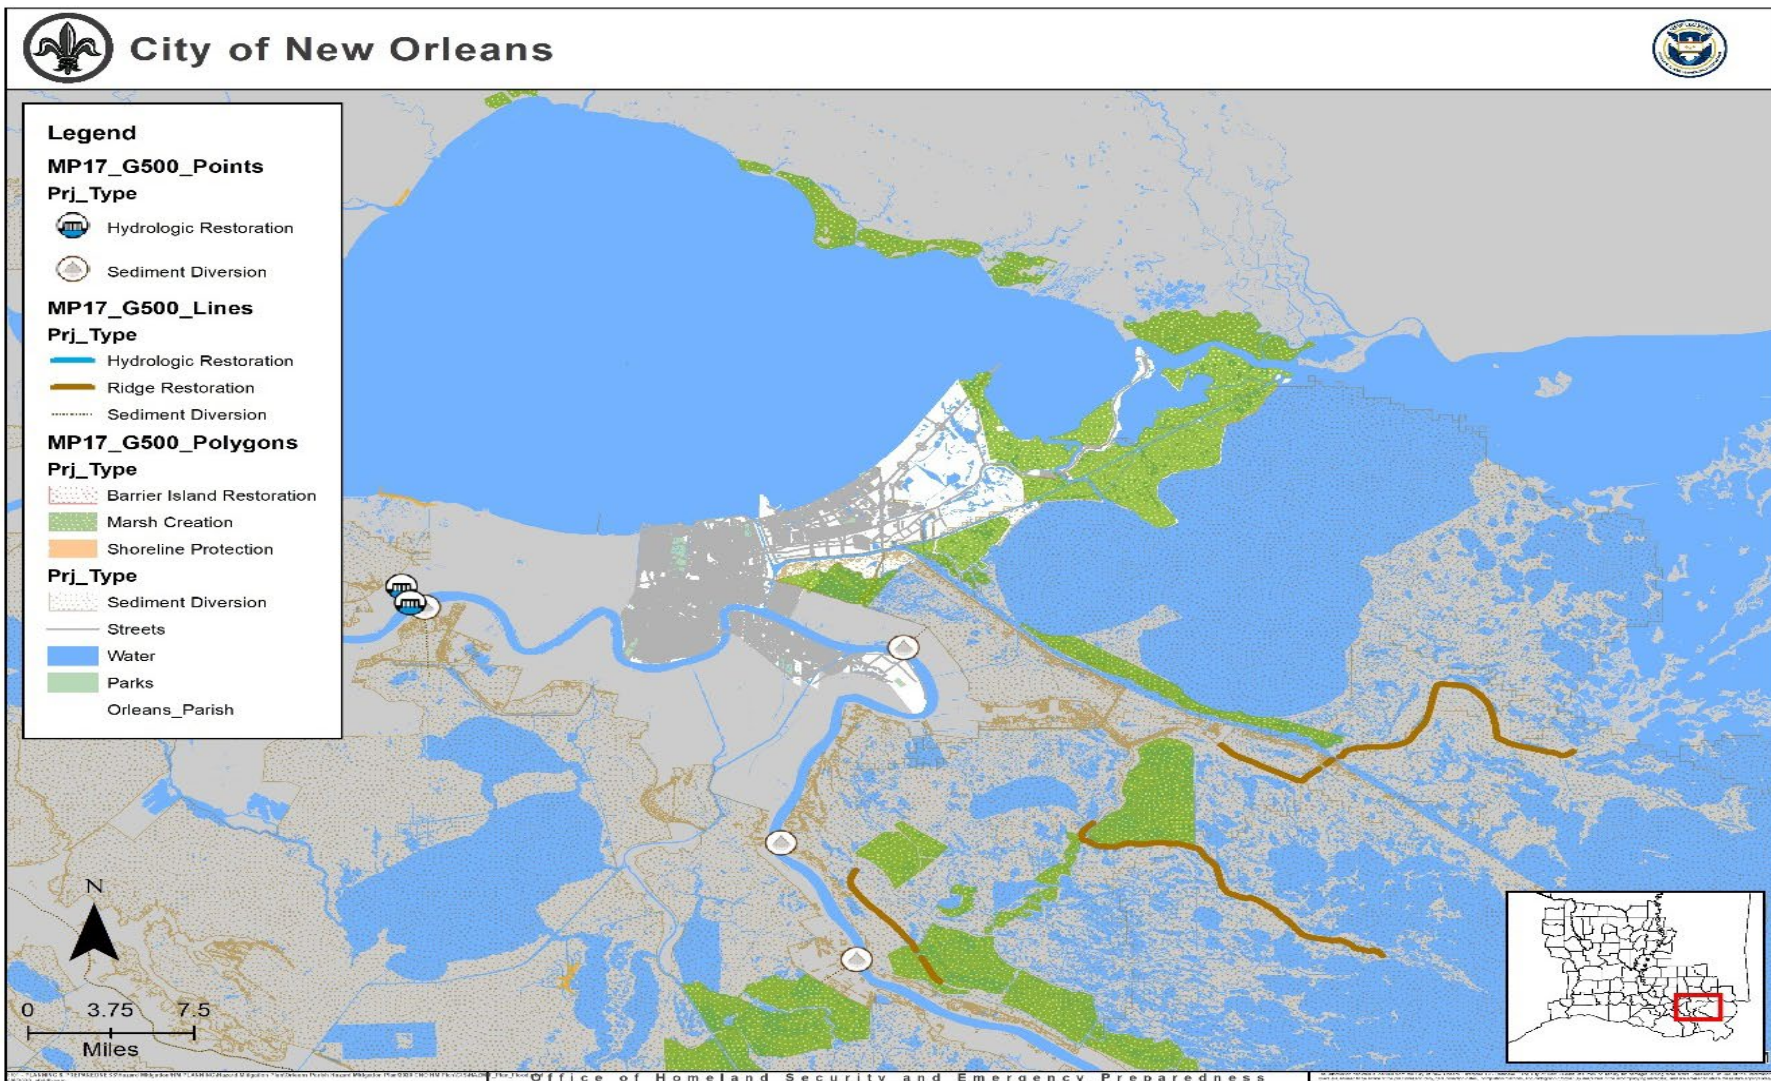 City of New Orleans
Legend
MP17_G500_Points
Prj_Type
Hydrologic Restoration
Sediment Diversion
MP17_G500_Lines
Prj_Type
Hydrologic Restoration
Ridge Restoration
Sediment Diversion
MP17_G500_Polygons
Prj_Type
Barrier Island Restoration
Marsh Creation
Shoreline Protection
Prj_Type
Sediment Diversion
Streets
Water
Parks
Orleans_Parish
N
0 3.75 7.5
Miles
Office of Homeland Security and Emergency Preparedness